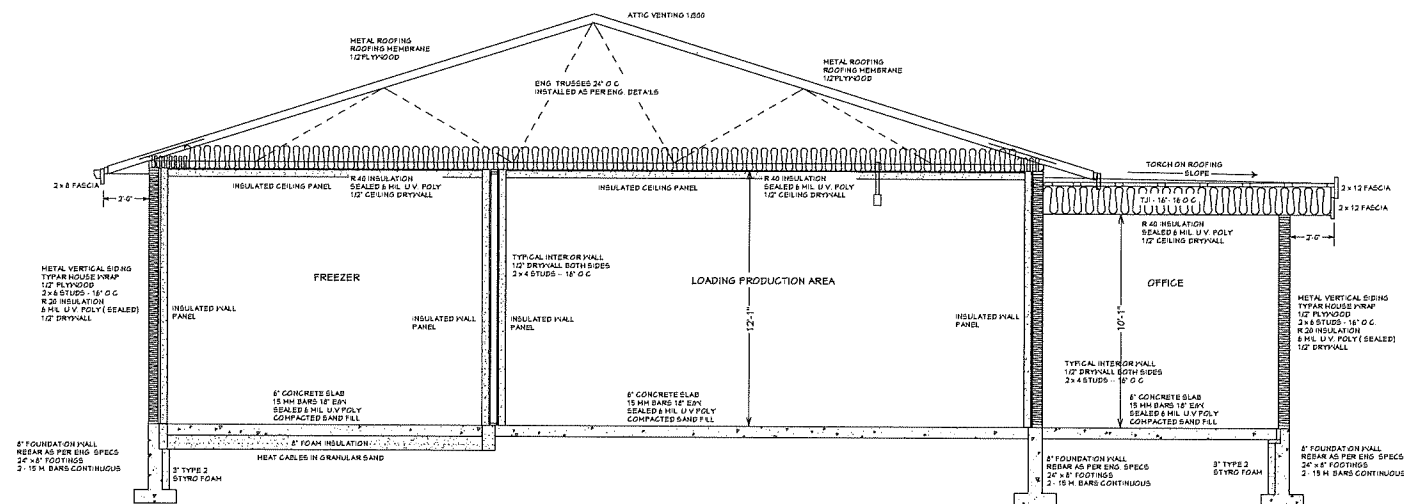 ATTIC VENTING 1/300
METAL ROOFING
ROOFING MEMBRANE
1/2" PLYWOOD
METAL ROOFING
ROOFING MEMBRANE
1/2" PLYWOOD
ENG. TRUSSES 24" O C
INSTALLED AS PER ENG. DETAILS
TORCH ON ROOFING
SLOPE
2 x 8 FASCIA
2'-0"
INSULATED CEILING PANEL
R 40 INSULATION
SEALED 6 MIL U.V. POLY
1/2" CEILING DRYWALL
INSULATED CEILING PANEL
R 40 INSULATION
SEALED 6 MIL U.V. POLY
1/2" CEILING DRYWALL
TJI - 16" - 16 O C
2 x 12 FASCIA
2 x 12 FASCIA
R 40 INSULATION
SEALED 6 MIL U.V. POLY
1/2" CEILING DRYWALL
2'-0"
METAL VERTICAL SIDING
TYPAR HOUSE WRAP
1/2" PLYWOOD
2 x 6 STUDS - 16" O C
R 20 INSULATION
6 MIL U.V. POLY (SEALED)
1/2" DRYWALL
FREEZER
INSULATED WALL
PANEL
INSULATED WALL
PANEL
TYPICAL INTERIOR WALL
1/2" DRYWALL BOTH SIDES
2 x 4 STUDS -- 16" O C
INSULATED WALL
PANEL
LOADING PRODUCTION AREA
12'-1"
INSULATED WALL
PANEL
OFFICE
10'-1"
METAL VERTICAL SIDING
TYPAR HOUSE WRAP
1/2" PLYWOOD
2 x 6 STUDS - 16" O C.
R 20 INSULATION
6 MIL U.V. POLY (SEALED)
1/2" DRYWALL
TYPICAL INTERIOR WALL
1/2" DRYWALL BOTH SIDES
2 x 4 STUDS -- 16" O C
6" CONCRETE SLAB
15 MM BARS 18" E/W
SEALED 6 MIL U.V POLY
COMPACTED SAND FILL
6" CONCRETE SLAB
15 MM BARS 18" E/W
SEALED 6 MIL U.V POLY
COMPACTED SAND FILL
6" CONCRETE SLAB
15 MM BARS 18" E/W
SEALED 6 MIL U.V POLY
COMPACTED SAND FILL
8" FOUNDATION WALL
REBAR AS PER ENG. SPECS
24" x 8" FOOTINGS
2 - 15 M. BARS CONTINUOUS
8" FOAM INSULATION
HEAT CABLES IN GRANULAR SAND
3" TYPE 2
STYRO FOAM
8" FOUNDATION WALL
REBAR AS PER ENG. SPECS
24" x 8" FOOTINGS
2 - 15 M. BARS CONTINUOUS
3" TYPE 2
STYRO FOAM
8" FOUNDATION WALL
REBAR AS PER ENG. SPECS
24" x 8" FOOTINGS
2 - 15 M. BARS CONTINUOUS